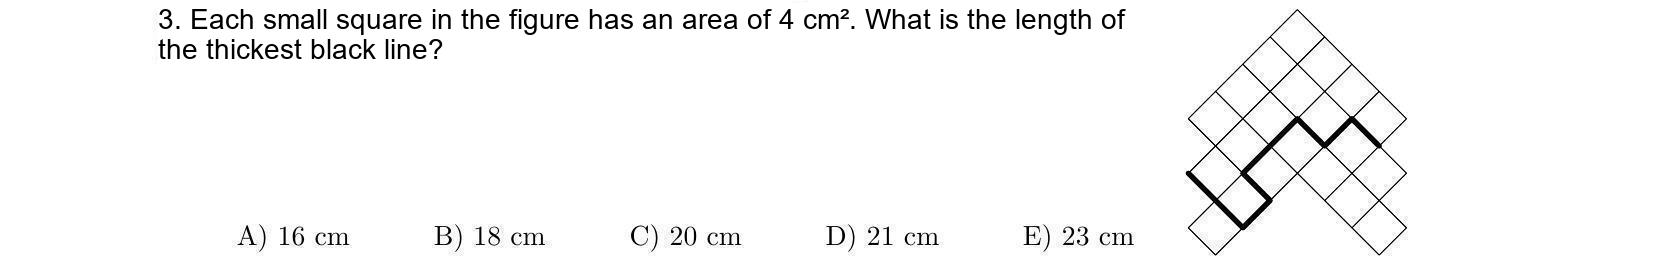 3. Each small square in the figure has an area of 4 cm². What is the length of
the thickest black line?
A) 16 cm B) 18 cm C) 20 cm D) 21 cm E) 23 cm